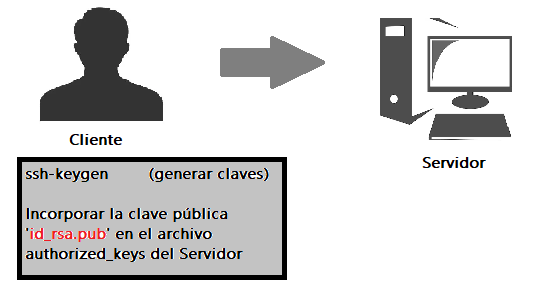 Cliente
Servidor
ssh-keygen (generar claves)
Incorporar la clave pública
'id_rsa.pub' en el archivo
authorized_keys del Servidor